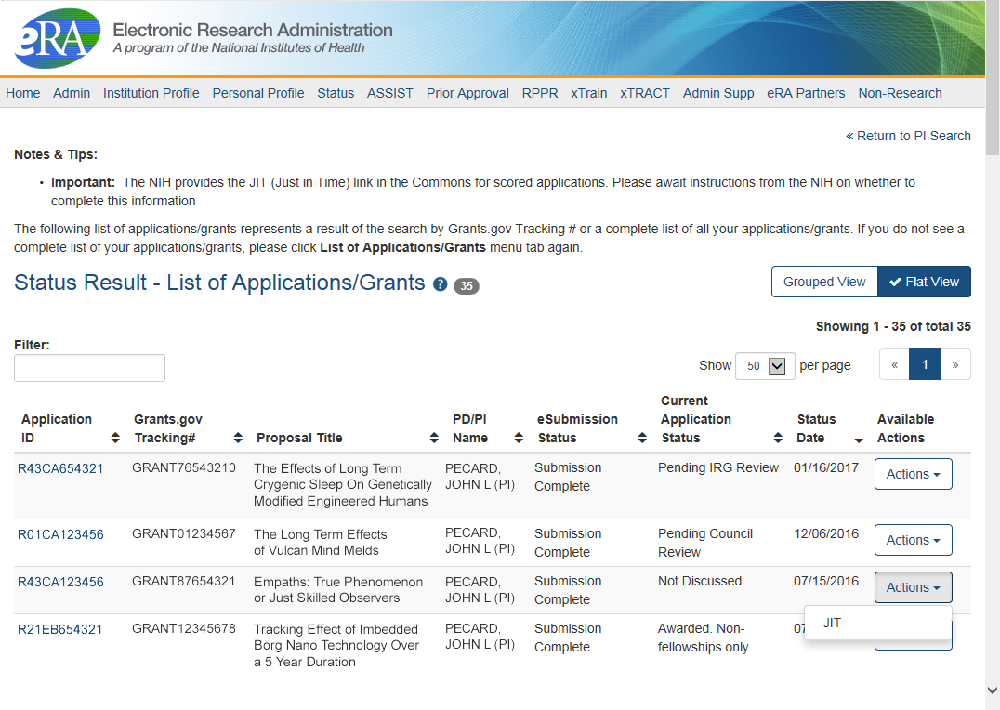 eRA
Electronic Research Administration
A program of the National Institutes of Health
Home Admin Institution Profile Personal Profile Status ASSIST Prior Approval RPPR xTrain xTRACT Admin Supp eRA Partners Non-Research
« Return to PI Search
Notes & Tips:
• Important: The NIH provides the JIT (Just in Time) link in the Commons for scored applications. Please await instructions from the NIH on whether to
complete this information
The following list of applications/grants represents a result of the search by Grants.gov Tracking # or a complete list of all your applications/grants. If you do not see a
complete list of your applications/grants, please click List of Applications/Grants menu tab again.
Status Result - List of Applications/Grants ? 35
Grouped View ✔ Flat View
Showing 1 - 35 of total 35
Filter:
Show 50 per page « 1 »
Application ID Grants.gov Tracking# Proposal Title PD/PI Name eSubmission Status Current Application Status Status Date Available Actions
R43CA654321 GRANT76543210 The Effects of Long Term PECARD, Submission Pending IRG Review 01/16/2017 Actions
Crygenic Sleep On Genetically JOHN L (PI) Complete
Modified Engineered Humans
R01CA123456 GRANT01234567 The Long Term Effects PECARD, Submission Pending Council 12/06/2016 Actions
of Vulcan Mind Melds JOHN L (PI) Complete Review
R43CA123456 GRANT87654321 Empaths: True Phenomenon PECARD, Submission Not Discussed 07/15/2016 Actions
or Just Skilled Observers JOHN L (PI) Complete
JIT
R21EB654321 GRANT12345678 Tracking Effect of Imbedded PECARD, Submission Awarded. Non- 07
Borg Nano Technology Over JOHN L (PI) Complete fellowships only
a 5 Year Duration